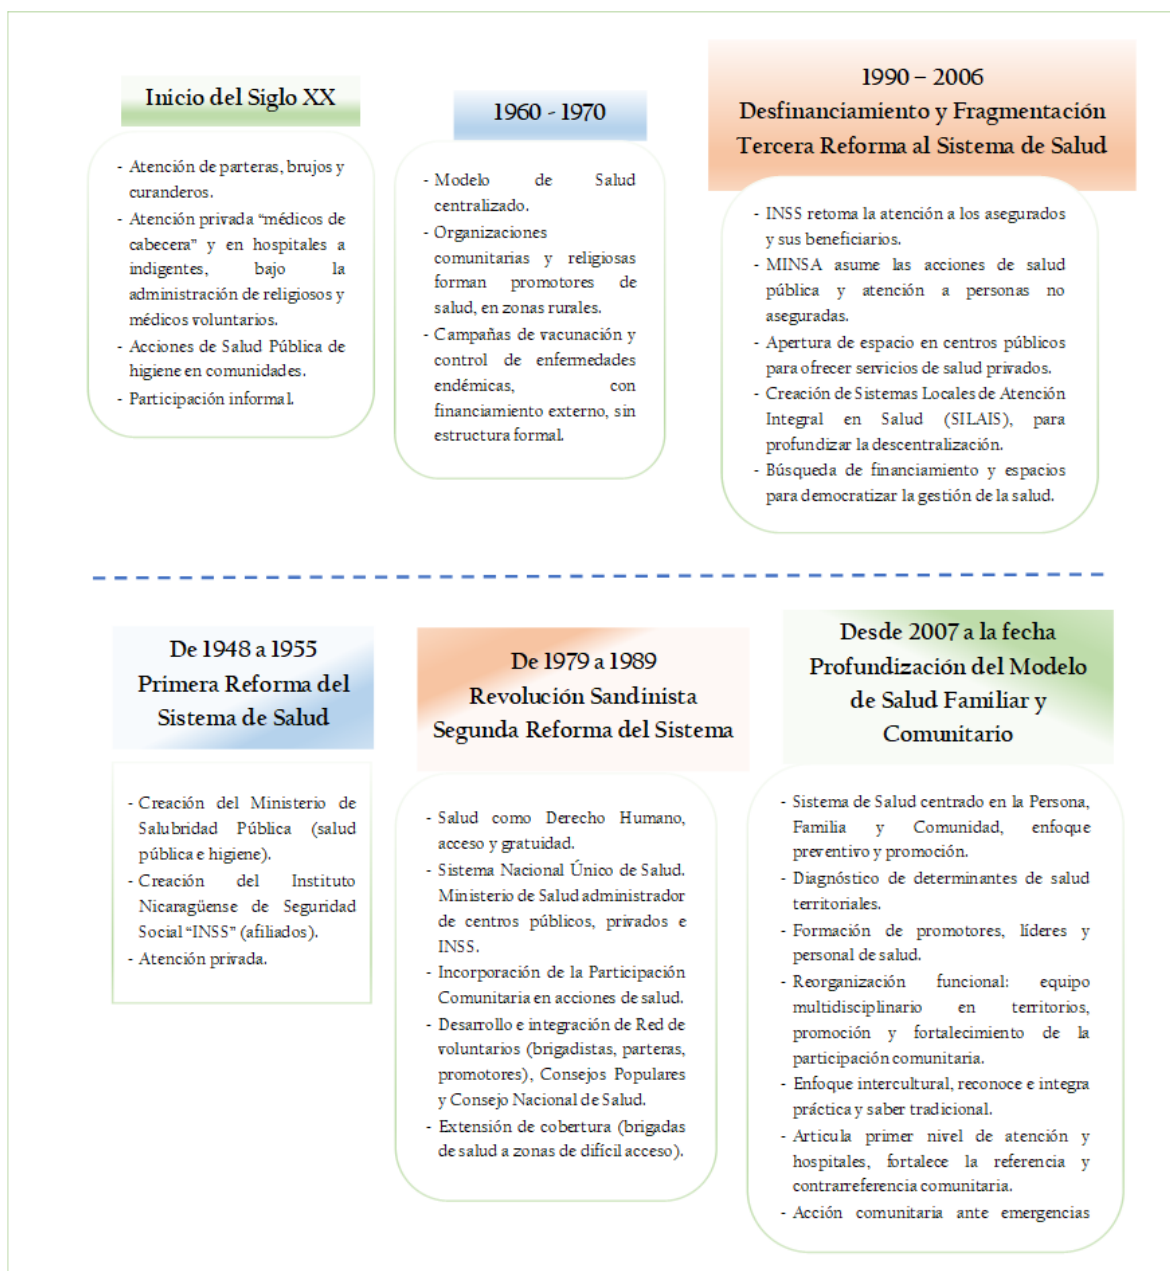 Inicio del Siglo XX
- Atención de parteras, brujos y
curanderos.
- Atención privada “médicos de
cabecera” y en hospitales a
indigentes, bajo la
administración de religiosos y
médicos voluntarios.
- Acciones de Salud Pública de
higiene en comunidades.
- Participación informal.
1960 - 1970
- Modelo de Salud
centralizado.
- Organizaciones
comunitarias y religiosas
forman promotores de
salud, en zonas rurales.
- Campañas de vacunación y
control de enfermedades
endémicas, con
financiamiento externo, sin
estructura formal.
1990 – 2006
Desfinanciamiento y Fragmentación
Tercera Reforma al Sistema de Salud
- INSS retoma la atención a los asegurados
y sus beneficiarios.
- MINSA asume las acciones de salud
pública y atención a personas no
aseguradas.
- Apertura de espacio en centros públicos
para ofrecer servicios de salud privados.
- Creación de Sistemas Locales de Atención
Integral en Salud (SILAIS), para
profundizar la descentralización.
- Búsqueda de financiamiento y espacios
para democratizar la gestión de la salud.
De 1948 a 1955
Primera Reforma del
Sistema de Salud
- Creación del Ministerio de
Salubridad Pública (salud
pública e higiene).
- Creación del Instituto
Nicaragüense de Seguridad
Social “INSS” (afiliados).
- Atención privada.
De 1979 a 1989
Revolución Sandinista
Segunda Reforma del Sistema
- Salud como Derecho Humano,
acceso y gratuidad.
- Sistema Nacional Único de Salud.
Ministerio de Salud administrador
de centros públicos, privados e
INSS.
- Incorporación de la Participación
Comunitaria en acciones de salud.
- Desarrollo e integración de Red de
voluntarios (brigadistas, parteras,
promotores), Consejos Populares
y Consejo Nacional de Salud.
- Extensión de cobertura (brigadas
de salud a zonas de difícil acceso).
Desde 2007 a la fecha
Profundización del Modelo
de Salud Familiar y
Comunitario
- Sistema de Salud centrado en la Persona,
Familia y Comunidad, enfoque
preventivo y promoción.
- Diagnóstico de determinantes de salud
territoriales.
- Formación de promotores, líderes y
personal de salud.
- Reorganización funcional: equipo
multidisciplinario en territorios,
promoción y fortalecimiento de la
participación comunitaria.
- Enfoque intercultural, reconoce e integra
práctica y saber tradicional.
- Articula primer nivel de atención y
hospitales, fortalece la referencia y
contrarreferencia comunitaria.
- Acción comunitaria ante emergencias